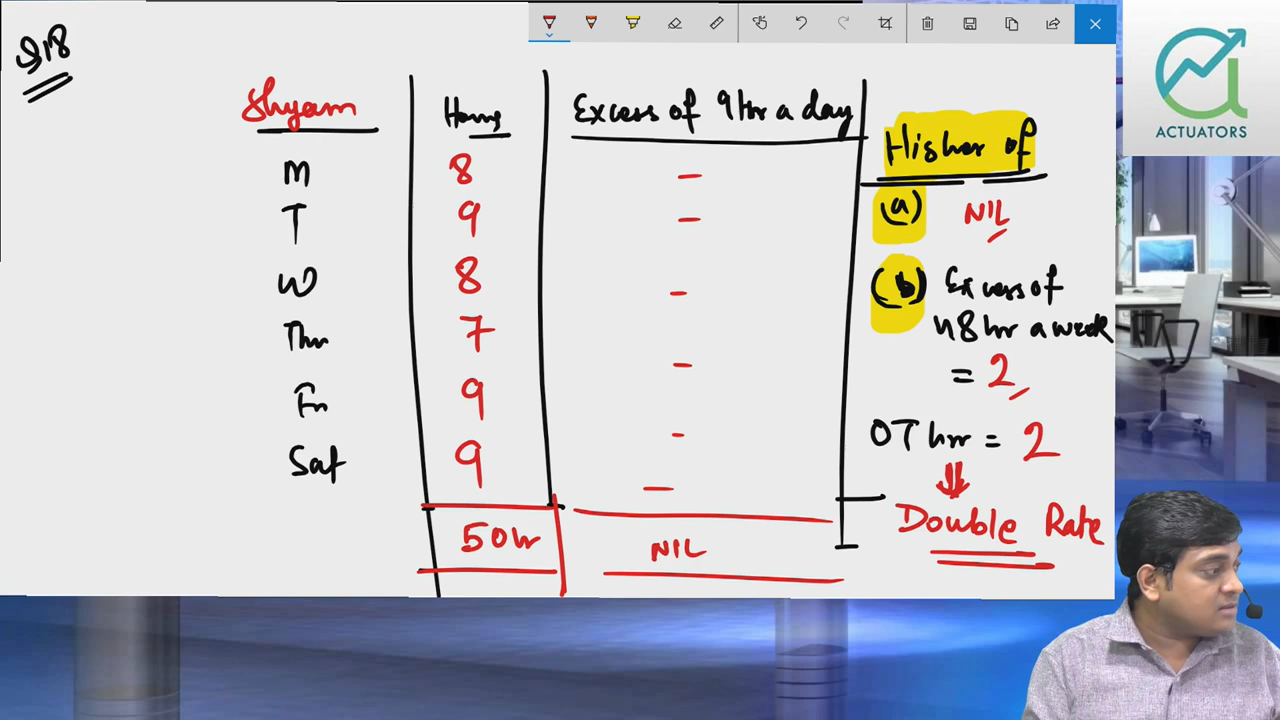 Q18
Shyam Hours Excess of 9hr a day
M 8 -
T 9 -
W 8 -
Thr 7 -
Fri 9 -
Sat 9 -
50hr NIL
Higher of
(a) NIL
(b) Excess of
48hr a week
= 2
OT hr = 2
Double Rate
ACTUATORS